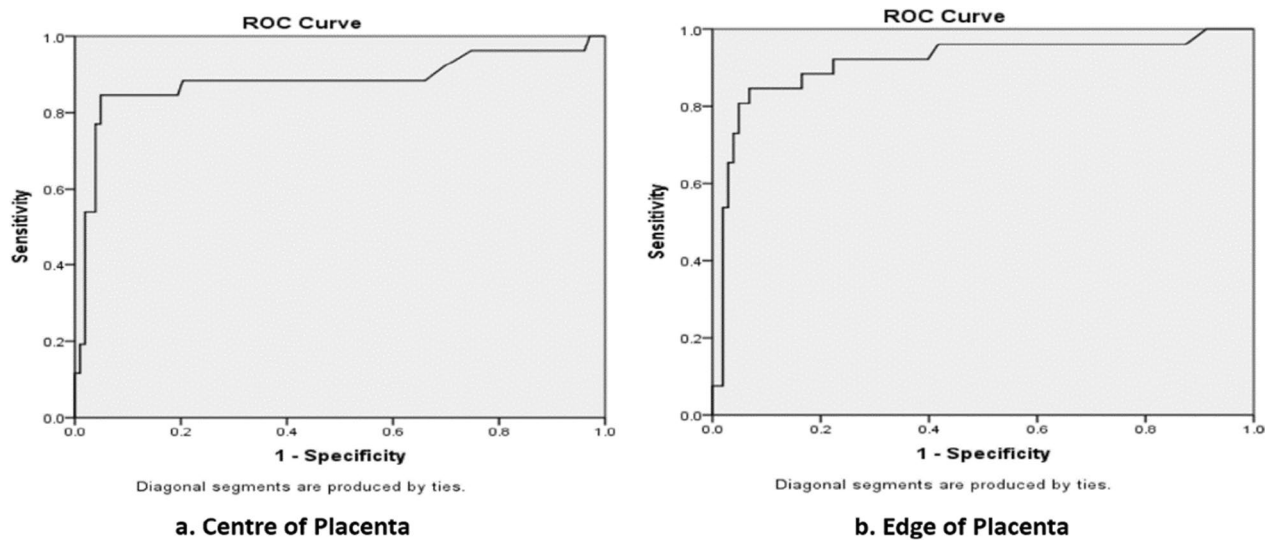 ROC Curve
1.0
0.8
0.6
0.4
0.2
0.0
Sensitivity
0.0 0.2 0.4 0.6 0.8 1.0
1 - Specificity
Diagonal segments are produced by ties.
a. Centre of Placenta
ROC Curve
1.0
0.8
0.6
0.4
0.2
0.0
Sensitivity
0.0 0.2 0.4 0.6 0.8 1.0
1 - Specificity
Diagonal segments are produced by ties.
b. Edge of Placenta